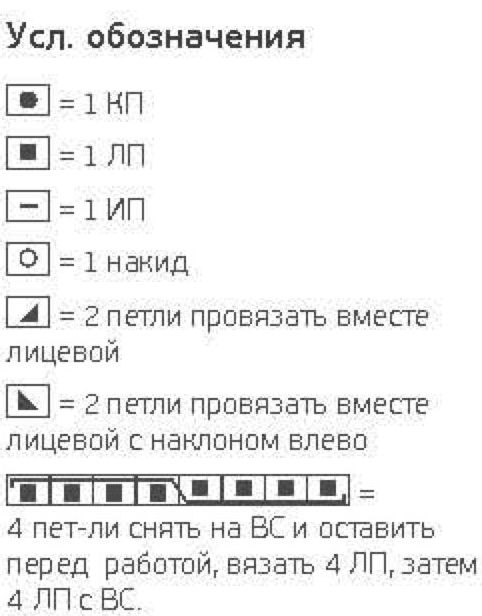 Усл. обозначения
= 1 КП
= 1 ЛП
= 1 ИП
= 1 накид
= 2 петли провязать вместе
лицевой
= 2 петли провязать вместе
лицевой с наклоном влево
=
4 пет-ли снять на ВС и оставить
перед работой, вязать 4 ЛП, затем
4 ЛП с ВС.